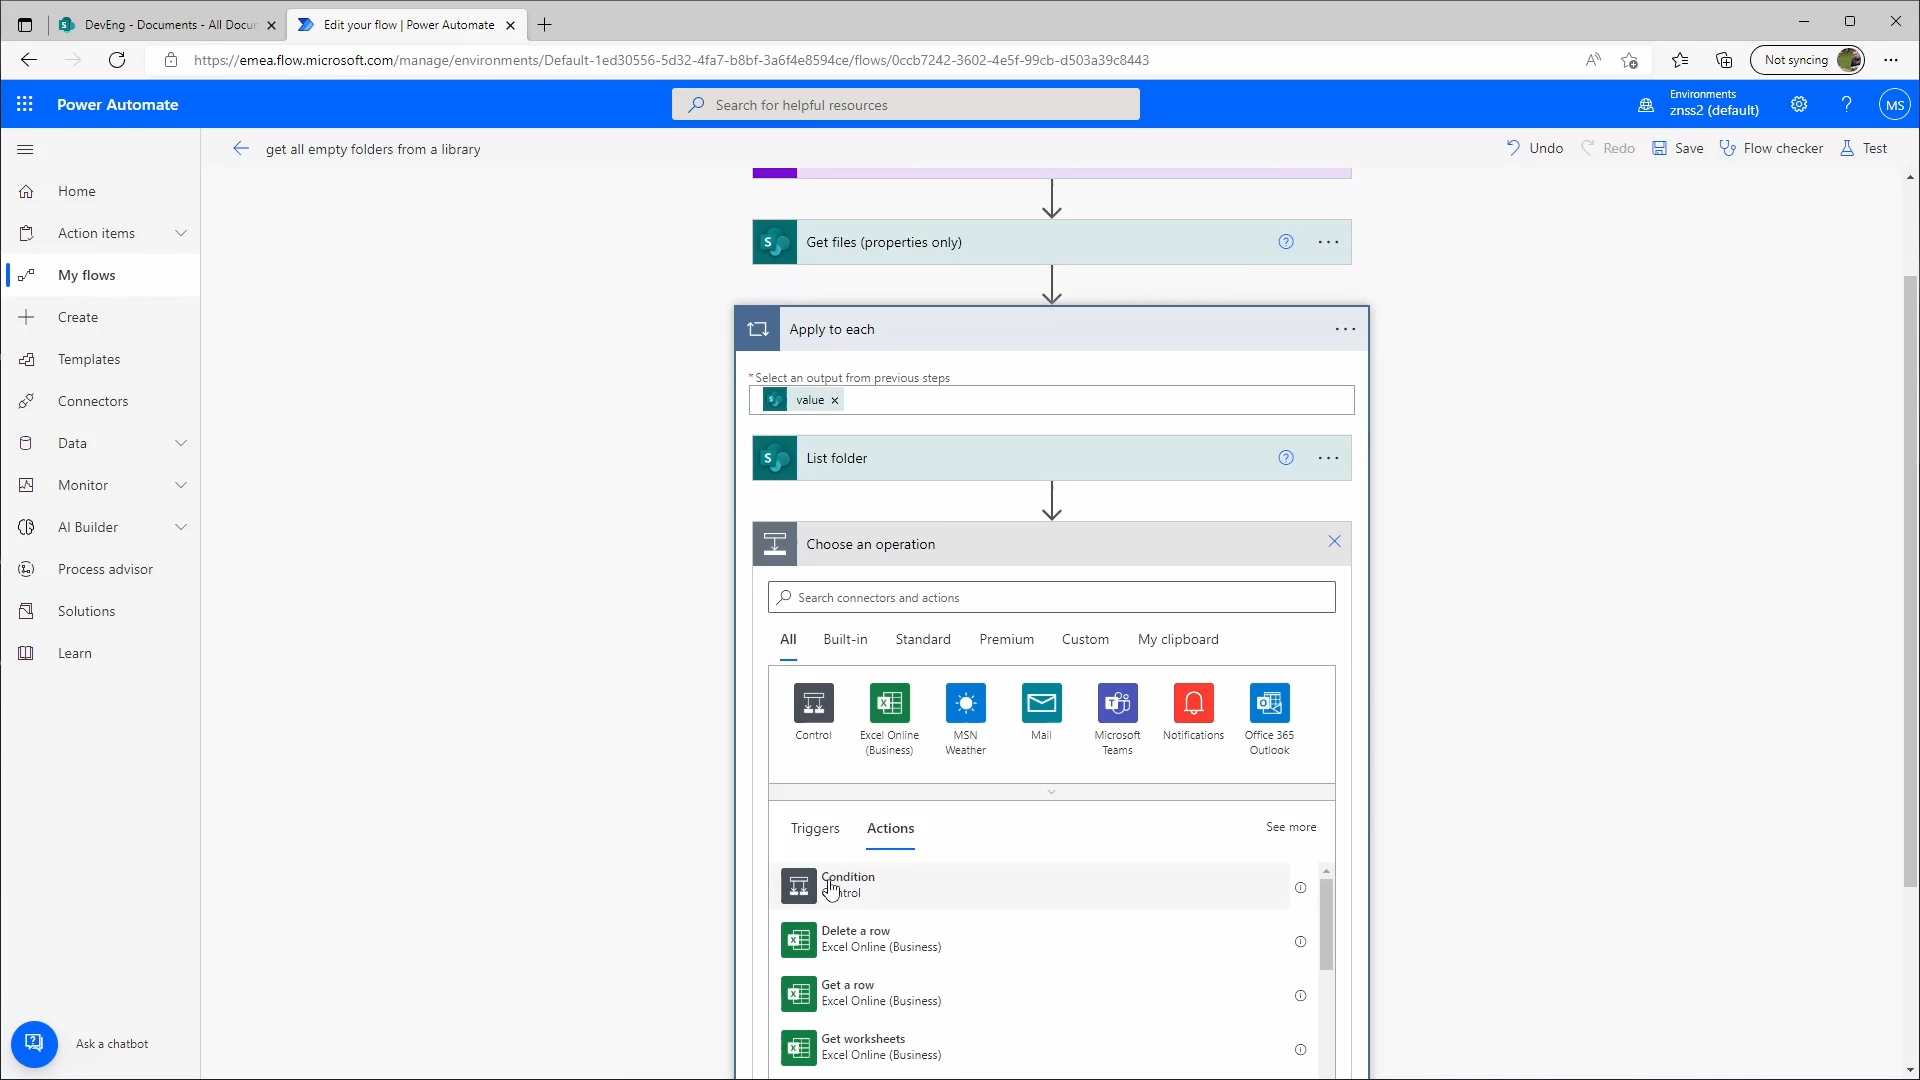 DevEng - Documents - All Docu
Edit your flow | Power Automate
https://emea.flow.microsoft.com/manage/environments/Default-1ed30556-5d32-4fa7-b8bf-3a6f4e8594ce/flows/0ccb7242-3602-4e5f-99cb-d503a39c8443
Not syncing
Power Automate
Search for helpful resources
Environments
znss2 (default)
MS
get all empty folders from a library
Undo
Redo
Save
Flow checker
Test
Home
Action items
My flows
Create
Templates
Connectors
Data
Monitor
AI Builder
Process advisor
Solutions
Learn
Ask a chatbot
Get files (properties only)
Apply to each
* Select an output from previous steps
value
List folder
Choose an operation
Search connectors and actions
All
Built-in
Standard
Premium
Custom
My clipboard
Control
Excel Online
(Business)
MSN
Weather
Mail
Microsoft
Teams
Notifications
Office 365
Outlook
Triggers
Actions
See more
Condition
Control
Delete a row
Excel Online (Business)
Get a row
Excel Online (Business)
Get worksheets
Excel Online (Business)